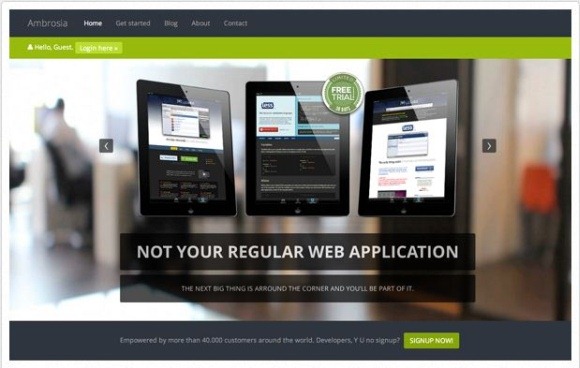 Ambrosia Home Get started Blog About Contact
Hello, Guest. Login here »
LESS
FREE
TRIAL
NOT YOUR REGULAR WEB APPLICATION
THE NEXT BIG THING IS ARROUND THE CORNER AND YOU'LL BE PART OF IT.
Empowered by more than 40.000 customers around the world. Developers, Y U no signup? SIGNUP NOW!